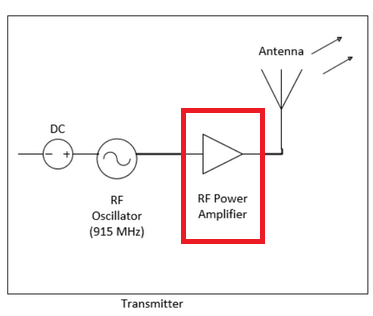 Antenna
DC
- +
RF
Oscillator
(915 MHz)
RF Power
Amplifier
Transmitter